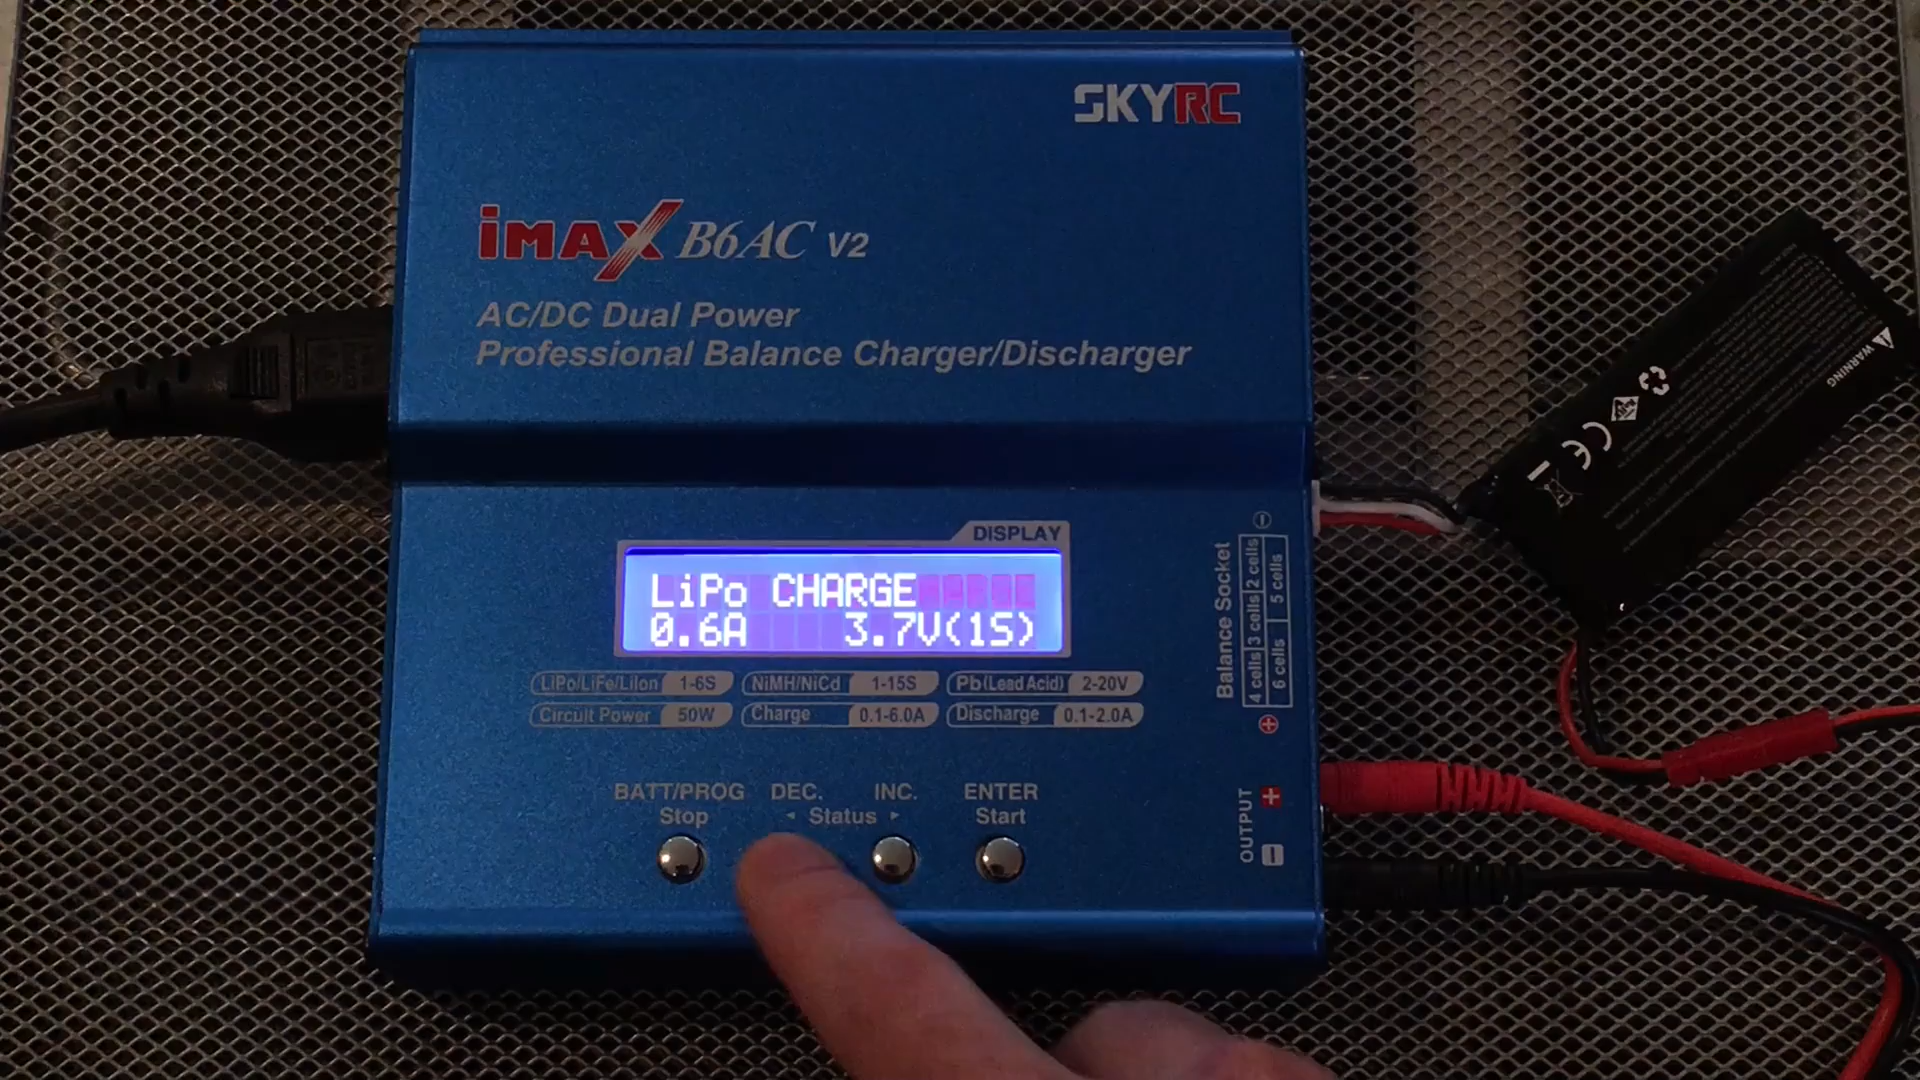 SKYRC
iMAX B6AC V2
AC/DC Dual Power
Professional Balance Charger/Discharger
DISPLAY
LiPo CHARGE
0.6A 3.7V(1S)
LiPo/LiFe/LiIon 1-6S NiMH/NiCd 1-15S Pb(Lead Acid) 2-20V
Circuit Power 50W Charge 0.1-6.0A Discharge 0.1-2.0A
BATT/PROG DEC. INC. ENTER
Stop ◄ Status ► Start
Balance Socket
2 cells
3 cells
4 cells
5 cells
6 cells
OUTPUT
+
-
WARNING
CE